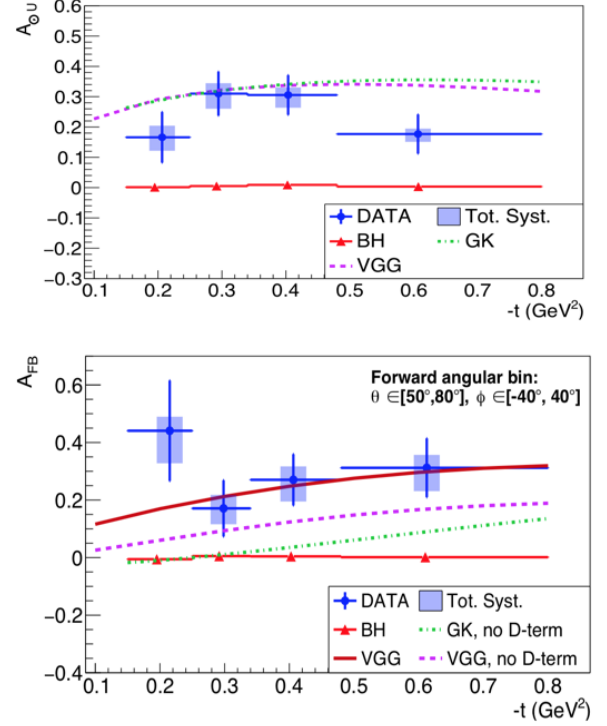 A⊙U
0.6
0.5
0.4
0.3
0.2
0.1
0
−0.1
−0.2
−0.3
DATA
Tot. Syst.
BH
GK
VGG
0.1 0.2 0.3 0.4 0.5 0.6 0.7 0.8
-t (GeV²)
A_FB
Forward angular bin:
θ ∈[50°,80°], ϕ ∈[-40°, 40°]
0.6
0.4
0.2
0
−0.2
−0.4
DATA
Tot. Syst.
BH
GK, no D-term
VGG
VGG, no D-term
0.1 0.2 0.3 0.4 0.5 0.6 0.7 0.8
-t (GeV²)